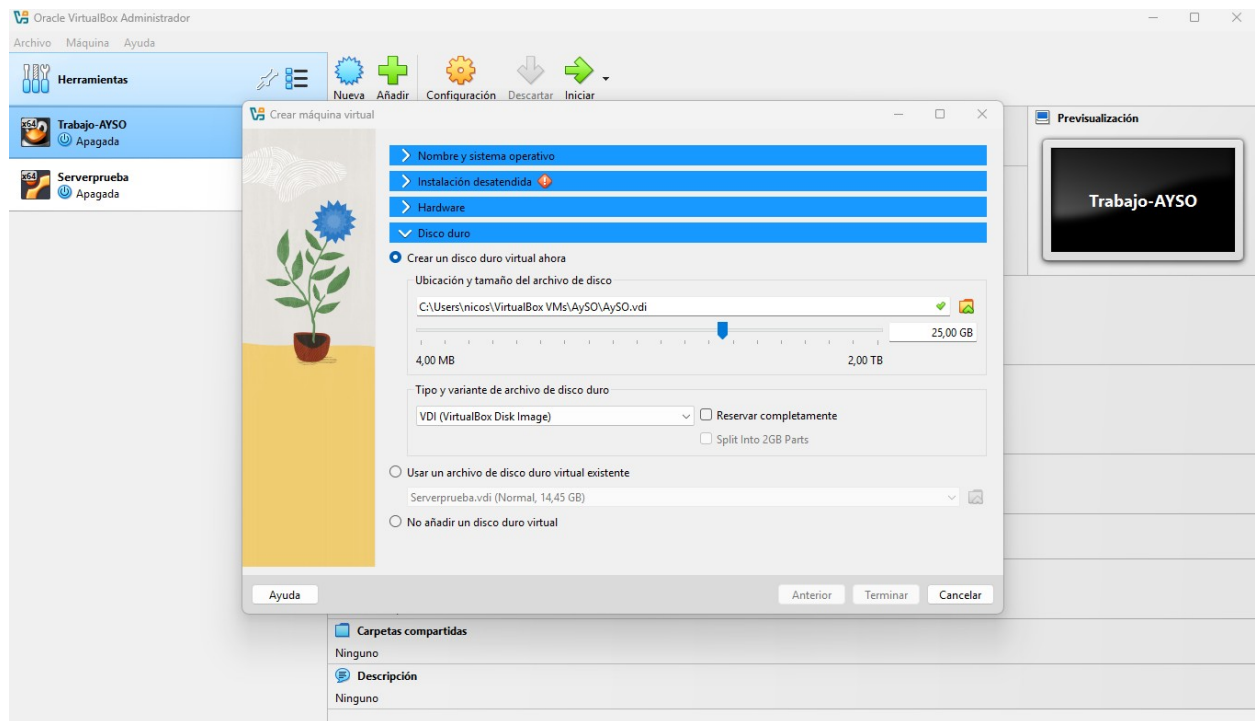 Oracle VirtualBox Administrador
Archivo Máquina Ayuda
Herramientas
Nueva Añadir Configuración Descartar Iniciar
x64 Trabajo-AYSO
Apagada
x64 Serverprueba
Apagada
Previsualización
Trabajo-AYSO
Crear máquina virtual
Nombre y sistema operativo
Instalación desatendida
Hardware
Disco duro
Crear un disco duro virtual ahora
Ubicación y tamaño del archivo de disco
C:\Users\nicos\VirtualBox VMs\AySO\AySO.vdi
25,00 GB
4,00 MB 2,00 TB
Tipo y variante de archivo de disco duro
VDI (VirtualBox Disk Image) Reservar completamente
Split Into 2GB Parts
Usar un archivo de disco duro virtual existente
Serverprueba.vdi (Normal, 14,45 GB)
No añadir un disco duro virtual
Ayuda Anterior Terminar Cancelar
Carpetas compartidas
Ninguno
Descripción
Ninguno